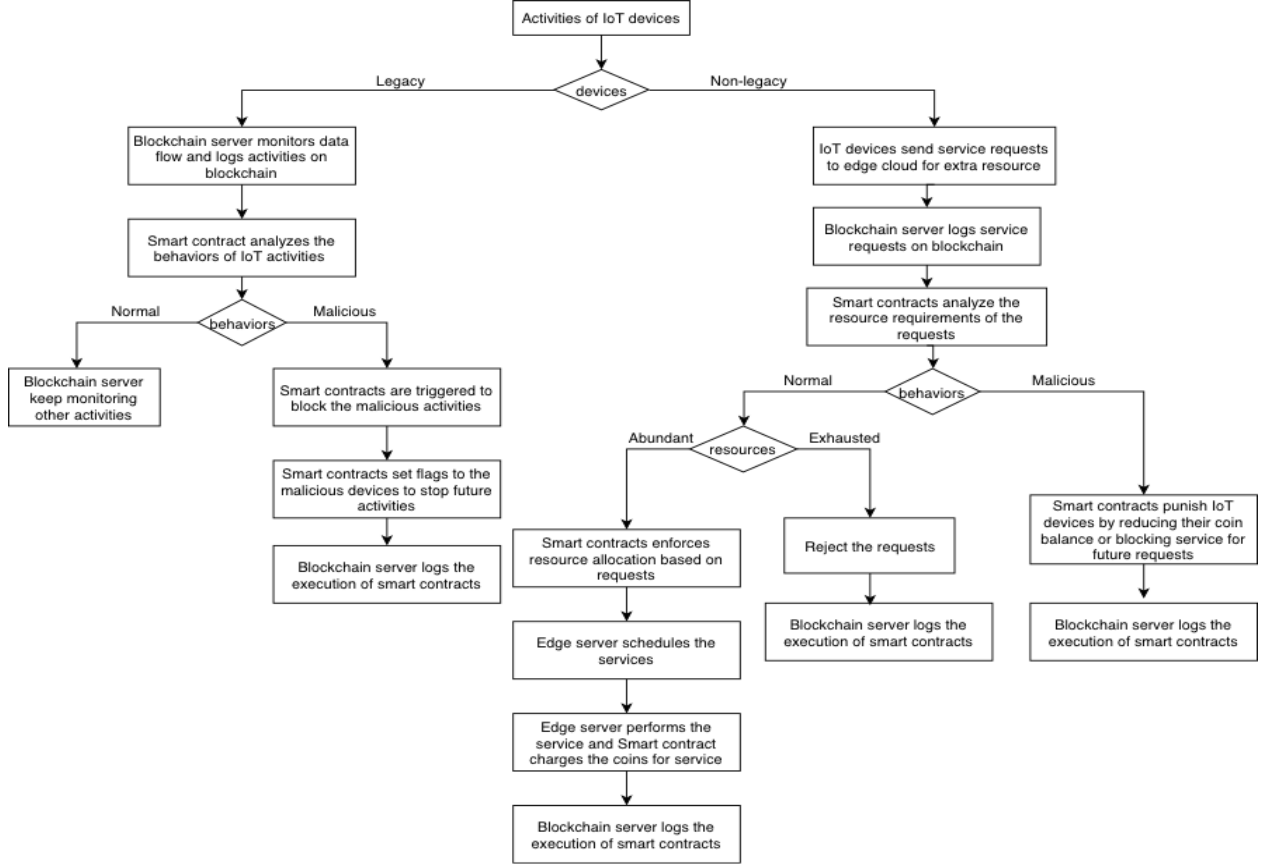 Activities of IoT devices
Legacy
Non-legacy
devices
Blockchain server monitors data
flow and logs activities on
blockchain
IoT devices send service requests
to edge cloud for extra resource
Smart contract analyzes the
behaviors of IoT activities
Blockchain server logs service
requests on blockchain
Normal
Malicious
behaviors
Smart contracts analyze the
resource requirements of the
requests
Blockchain server
keep monitoring
other activities
Smart contracts are triggered to
block the malicious activities
Normal
Malicious
behaviors
Abundant
Exhausted
resources
Smart contracts set flags to the
malicious devices to stop future
activities
Smart contracts punish IoT
devices by reducing their coin
balance or blocking service for
future requests
Blockchain server logs the
execution of smart contracts
Smart contracts enforces
resource allocation based on
requests
Reject the requests
Blockchain server logs the
execution of smart contracts
Blockchain server logs the
execution of smart contracts
Edge server schedules the
services
Edge server performs the
service and Smart contract
charges the coins for service
Blockchain server logs the
execution of smart contracts